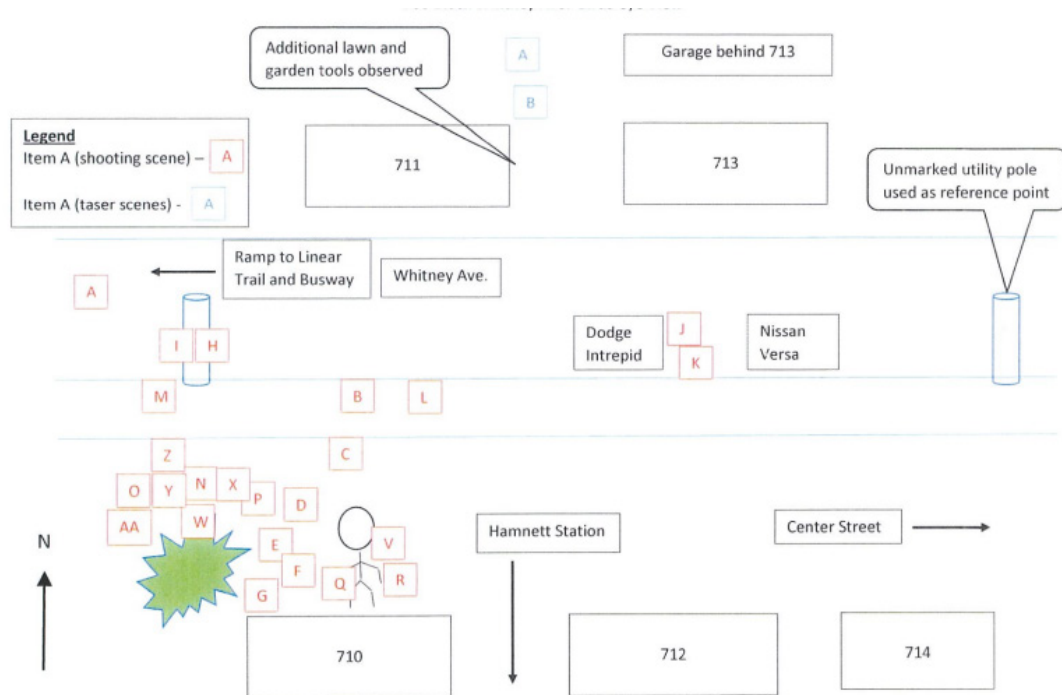 Additional lawn and
garden tools observed
A
Garage behind 713
B
Legend
Item A (shooting scene) – A
Item A (taser scenes) - A
711
713
Unmarked utility pole
used as reference point
Ramp to Linear
Trail and Busway
Whitney Ave.
A
I
H
Dodge
Intrepid
J
K
Nissan
Versa
M
B
L
Z
C
O
Y
N
X
P
D
AA
W
Hamnett Station
Center Street
N
E
V
F
Q
R
G
710
712
714